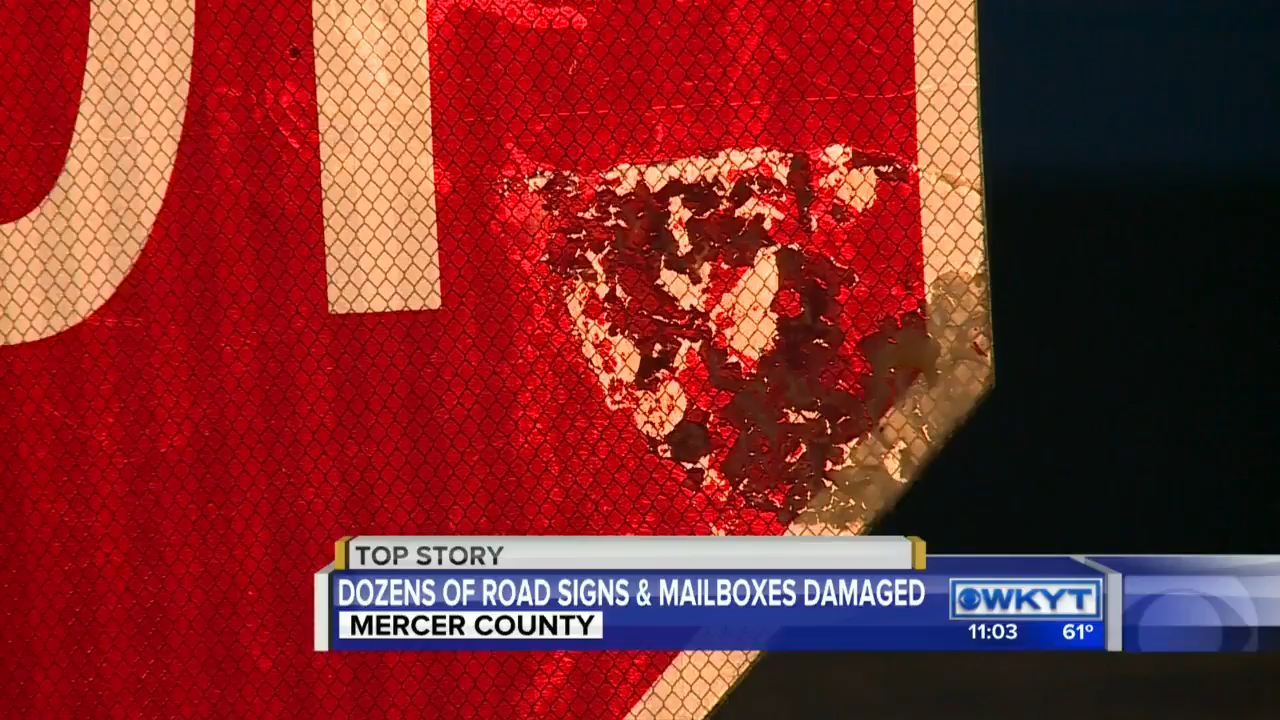 TOP STORY
DOZENS OF ROAD SIGNS & MAILBOXES DAMAGED
MERCER COUNTY
WKYT
11:03 61°